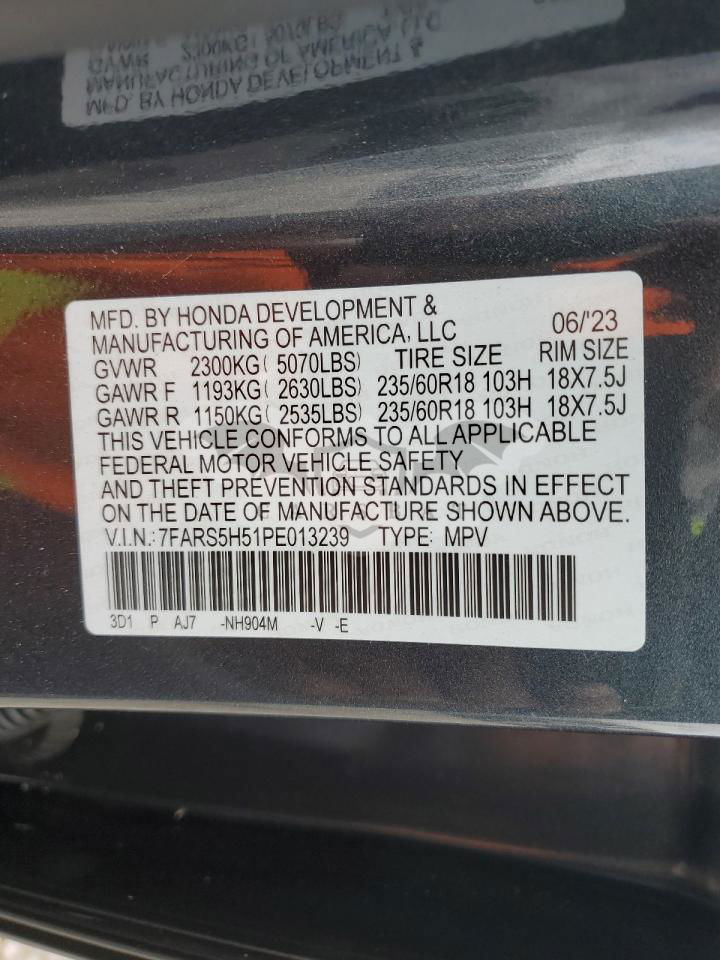 MFD. BY HONDA DEVELOPMENT &
MANUFACTURING OF AMERICA, LLC 06/'23
GVWR 2300KG( 5070LBS) TIRE SIZE RIM SIZE
GAWR F 1193KG( 2630LBS) 235/60R18 103H 18X7.5J
GAWR R 1150KG( 2535LBS) 235/60R18 103H 18X7.5J
THIS VEHICLE CONFORMS TO ALL APPLICABLE
FEDERAL MOTOR VEHICLE SAFETY
AND THEFT PREVENTION STANDARDS IN EFFECT
ON THE DATE OF MANUFACTURE SHOWN ABOVE.
V.I.N.:7FARS5H51PE013239 TYPE: MPV
3D1 P AJ7 -NH904M -V -E